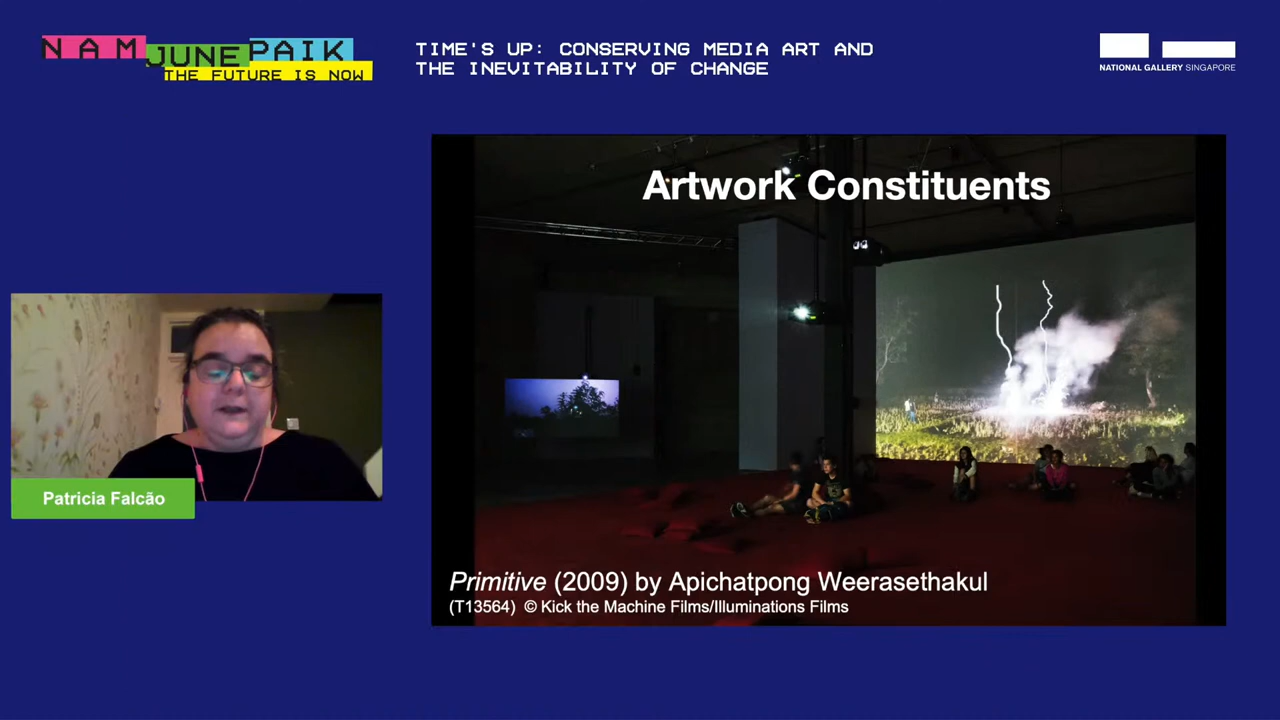 NAM JUNE PAIK
THE FUTURE IS NOW
TIME'S UP: CONSERVING MEDIA ART AND
THE INEVITABILITY OF CHANGE
NATIONAL GALLERY SINGAPORE
Artwork Constituents
Patricia Falcão
Primitive (2009) by Apichatpong Weerasethakul
(T13564) © Kick the Machine Films/Illuminations Films